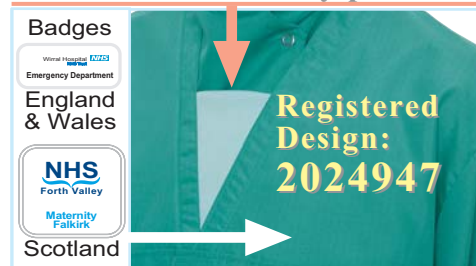 Badges
Wirral Hospital NHS
NHS Trust
Emergency Department
England
& Wales
NHS
Forth Valley
Maternity
Falkirk
Scotland
Registered
Design:
2024947